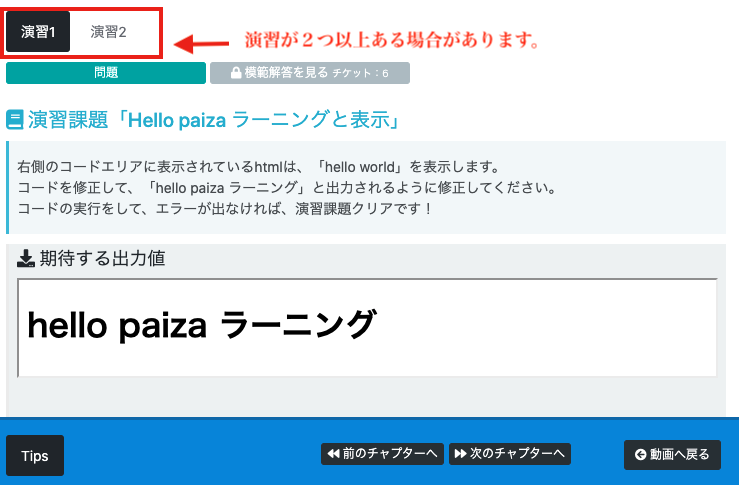 演習1 演習2
演習が２つ以上ある場合があります。
問題 模範解答を見る チケット：6
演習課題「Hello paiza ラーニングと表示」
右側のコードエリアに表示されているhtmlは、「hello world」を表示します。
コードを修正して、「hello paiza ラーニング」と出力されるように修正してください。
コードの実行をして、エラーが出なければ、演習課題クリアです！
期待する出力値
hello paiza ラーニング
Tips 前のチャプターへ 次のチャプターへ 動画へ戻る